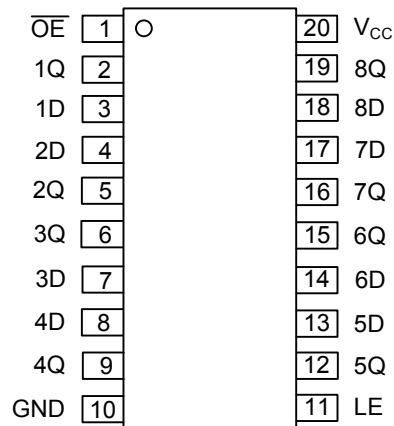 O̅E̅ 1 20 VCC
1Q 2 19 8Q
1D 3 18 8D
2D 4 17 7D
2Q 5 16 7Q
3Q 6 15 6Q
3D 7 14 6D
4D 8 13 5D
4Q 9 12 5Q
GND 10 11 LE